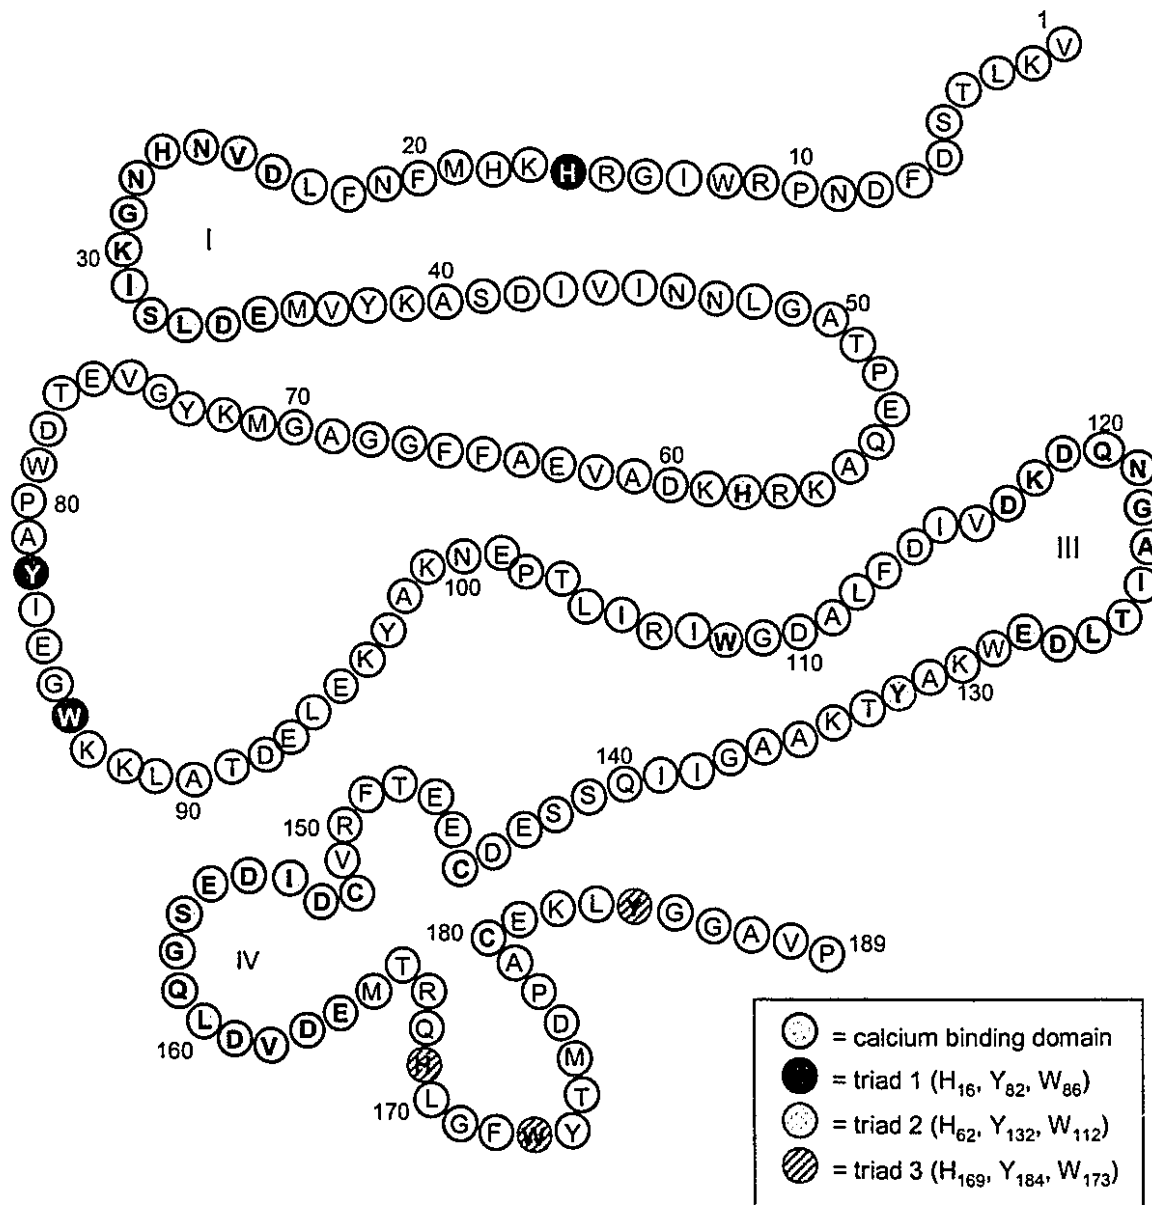 1
V K L T S D F D N P R W I G R H K H M F N F L D V N H N G K I S L D E M V Y K A S D I V I N N L G A T P E Q A K R H K D A V E A F F G G A G M K Y G V E T D W P A Y I E G W K K L A T D E L E K Y A K N E P T L I R I W G D A L F D I V D K D Q N G A I T L D E W K A Y T K A A G I I Q S S E D C E E T F R V C D I D E S G Q L D V D E M T R Q H L G F W Y T M D P A C E K L Y G G A V P
10
20
30
I
40
50
60
70
80
90
100
110
120
III
130
140
150
IV
160
170
180
189
= calcium binding domain
= triad 1 (H16, Y82, W86)
= triad 2 (H62, Y132, W112)
= triad 3 (H169, Y184, W173)